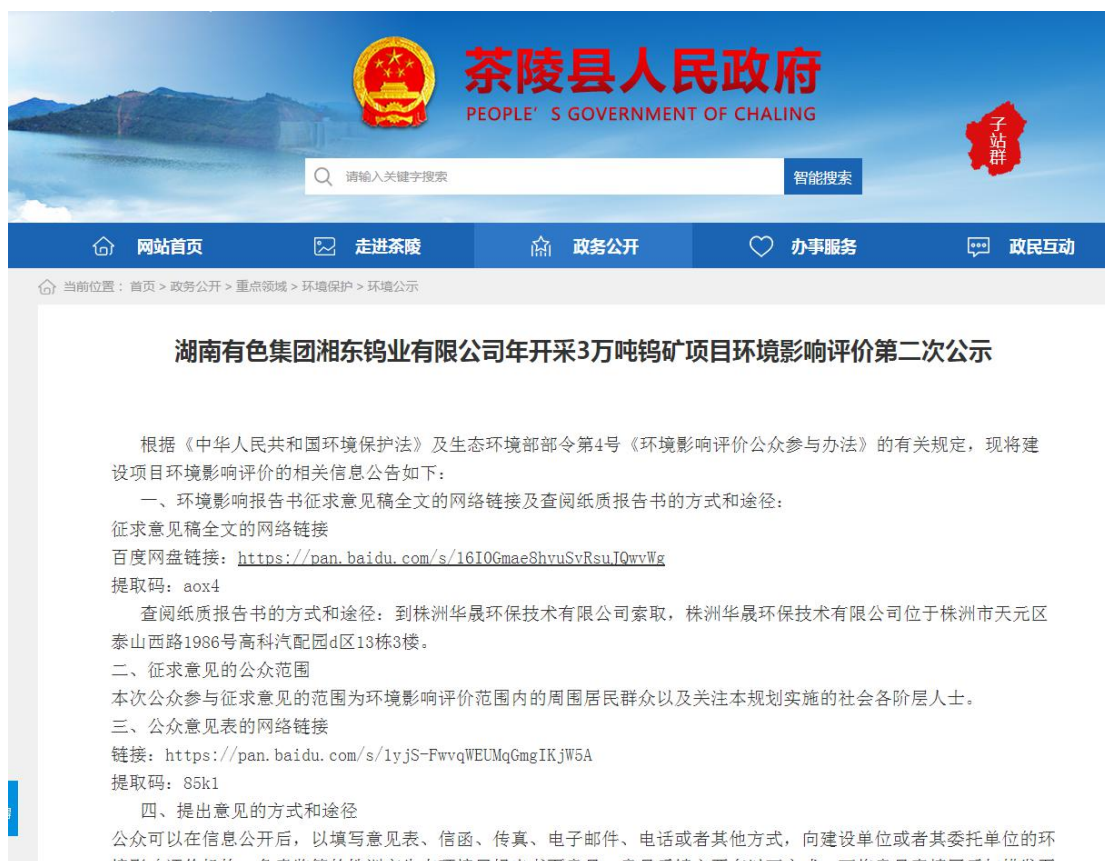 茶陵县人民政府
PEOPLE'S GOVERNMENT OF CHALING
子站群
请输入关键字搜索
智能搜索
网站首页 走进茶陵 政务公开 办事服务 政民互动
当前位置：首页 > 政务公开 > 重点领域 > 环境保护 > 环境公示
湖南有色集团湘东钨业有限公司年开采3万吨钨矿项目环境影响评价第二次公示
根据《中华人民共和国环境保护法》及生态环境部部令第4号《环境影响评价公众参与办法》的有关规定，现将建
设项目环境影响评价的相关信息公告如下：
一、环境影响报告书征求意见稿全文的网络链接及查阅纸质报告书的方式和途径：
征求意见稿全文的网络链接
百度网盘链接：https://pan.baidu.com/s/16I0Gmae8hvuSvRsuJQwvWg
提取码：aox4
查阅纸质报告书的方式和途径：到株洲华晟环保技术有限公司索取，株洲华晟环保技术有限公司位于株洲市天元区
泰山西路1986号高科汽配园d区13栋3楼。
二、征求意见的公众范围
本次公众参与征求意见的范围为环境影响评价范围内的周围居民群众以及关注本规划实施的社会各阶层人士。
三、公众意见表的网络链接
链接：https://pan.baidu.com/s/1yjS-FwvqWEUMqGmgIKjW5A
提取码：85k1
四、提出意见的方式和途径
公众可以在信息公开后，以填写意见表、信函、传真、电子邮件、电话或者其他方式，向建设单位或者其委托单位的环